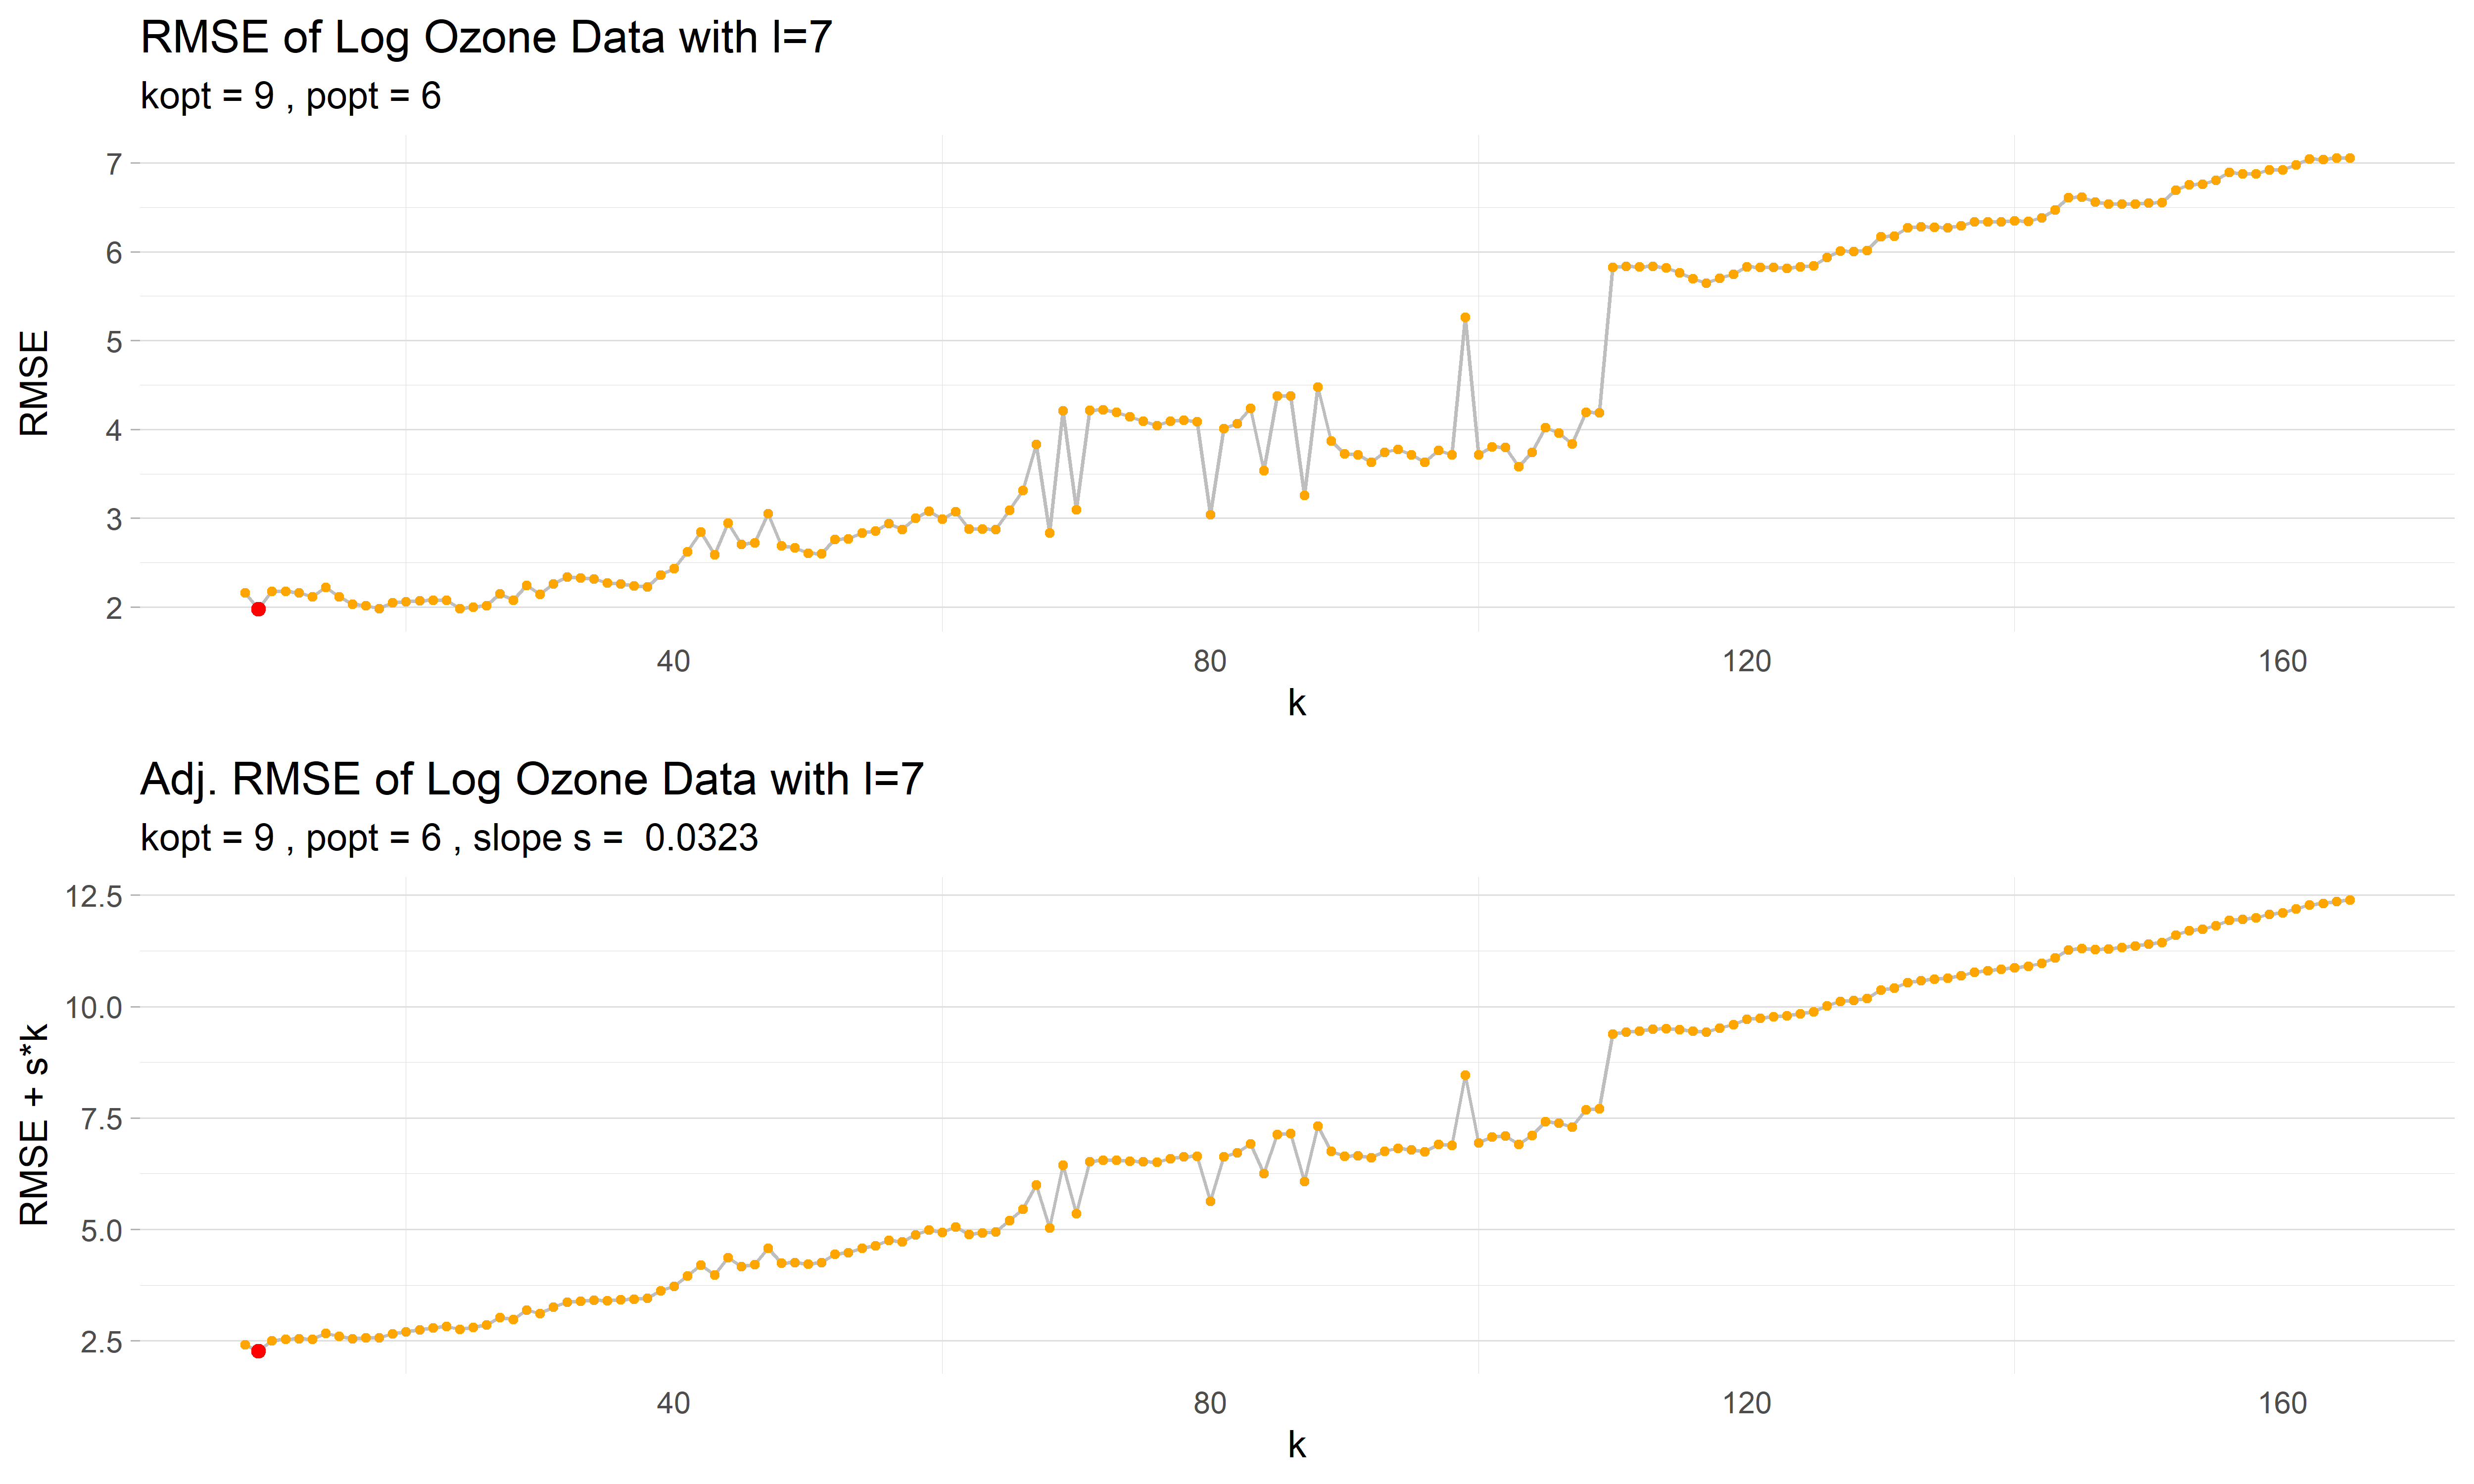 RMSE of Log Ozone Data with l=7
kopt = 9 , popt = 6
7
6
5
4
3
2
RMSE
40 80 120 160
k
Adj. RMSE of Log Ozone Data with l=7
kopt = 9 , popt = 6 , slope s =  0.0323
12.5
10.0
7.5
5.0
2.5
RMSE + s*k
40 80 120 160
k